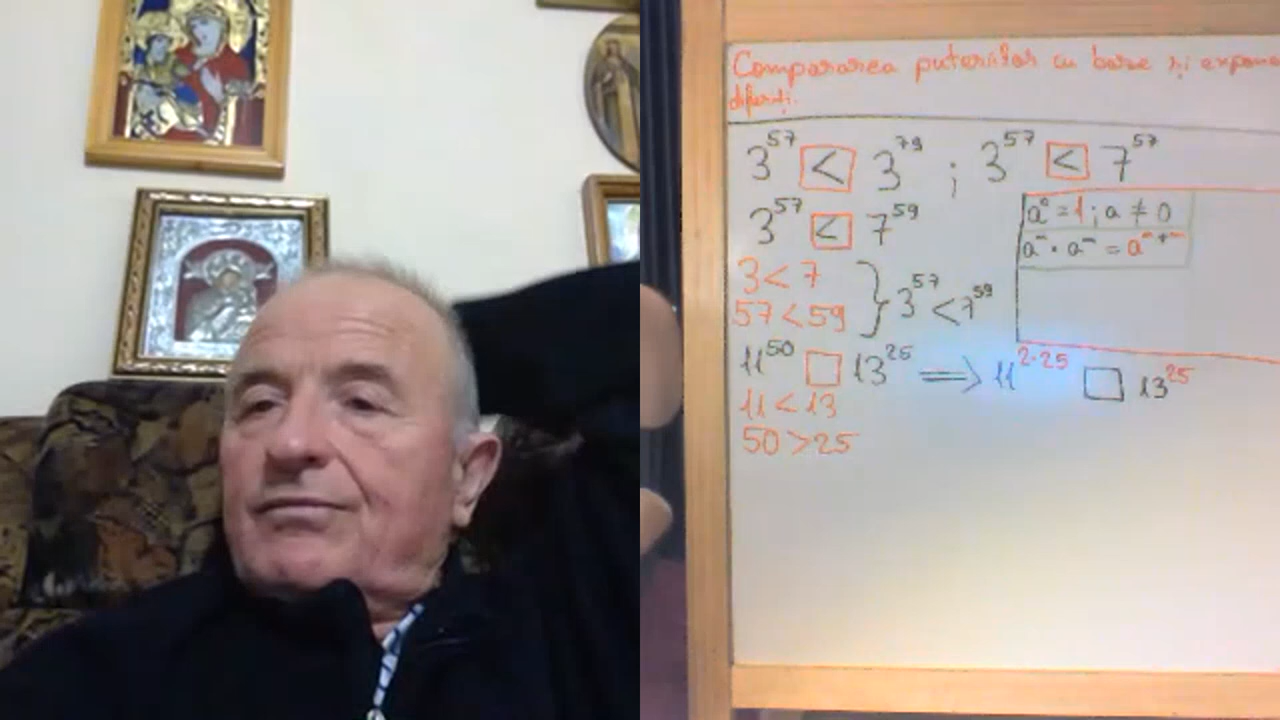 Compararea puterilor cu baze și expone
diferiți.
3^57 < 3^79 ; 3^57 < 7^57
3^57 < 7^59
a^0 = 1 ; a ≠ 0
a^m · a^n = a^m+n
3 < 7
57 < 59 } 3^57 < 7^59
11^50 □ 13^25 ⟹ 11^2·25 □ 13^25
11 < 13
50 > 25